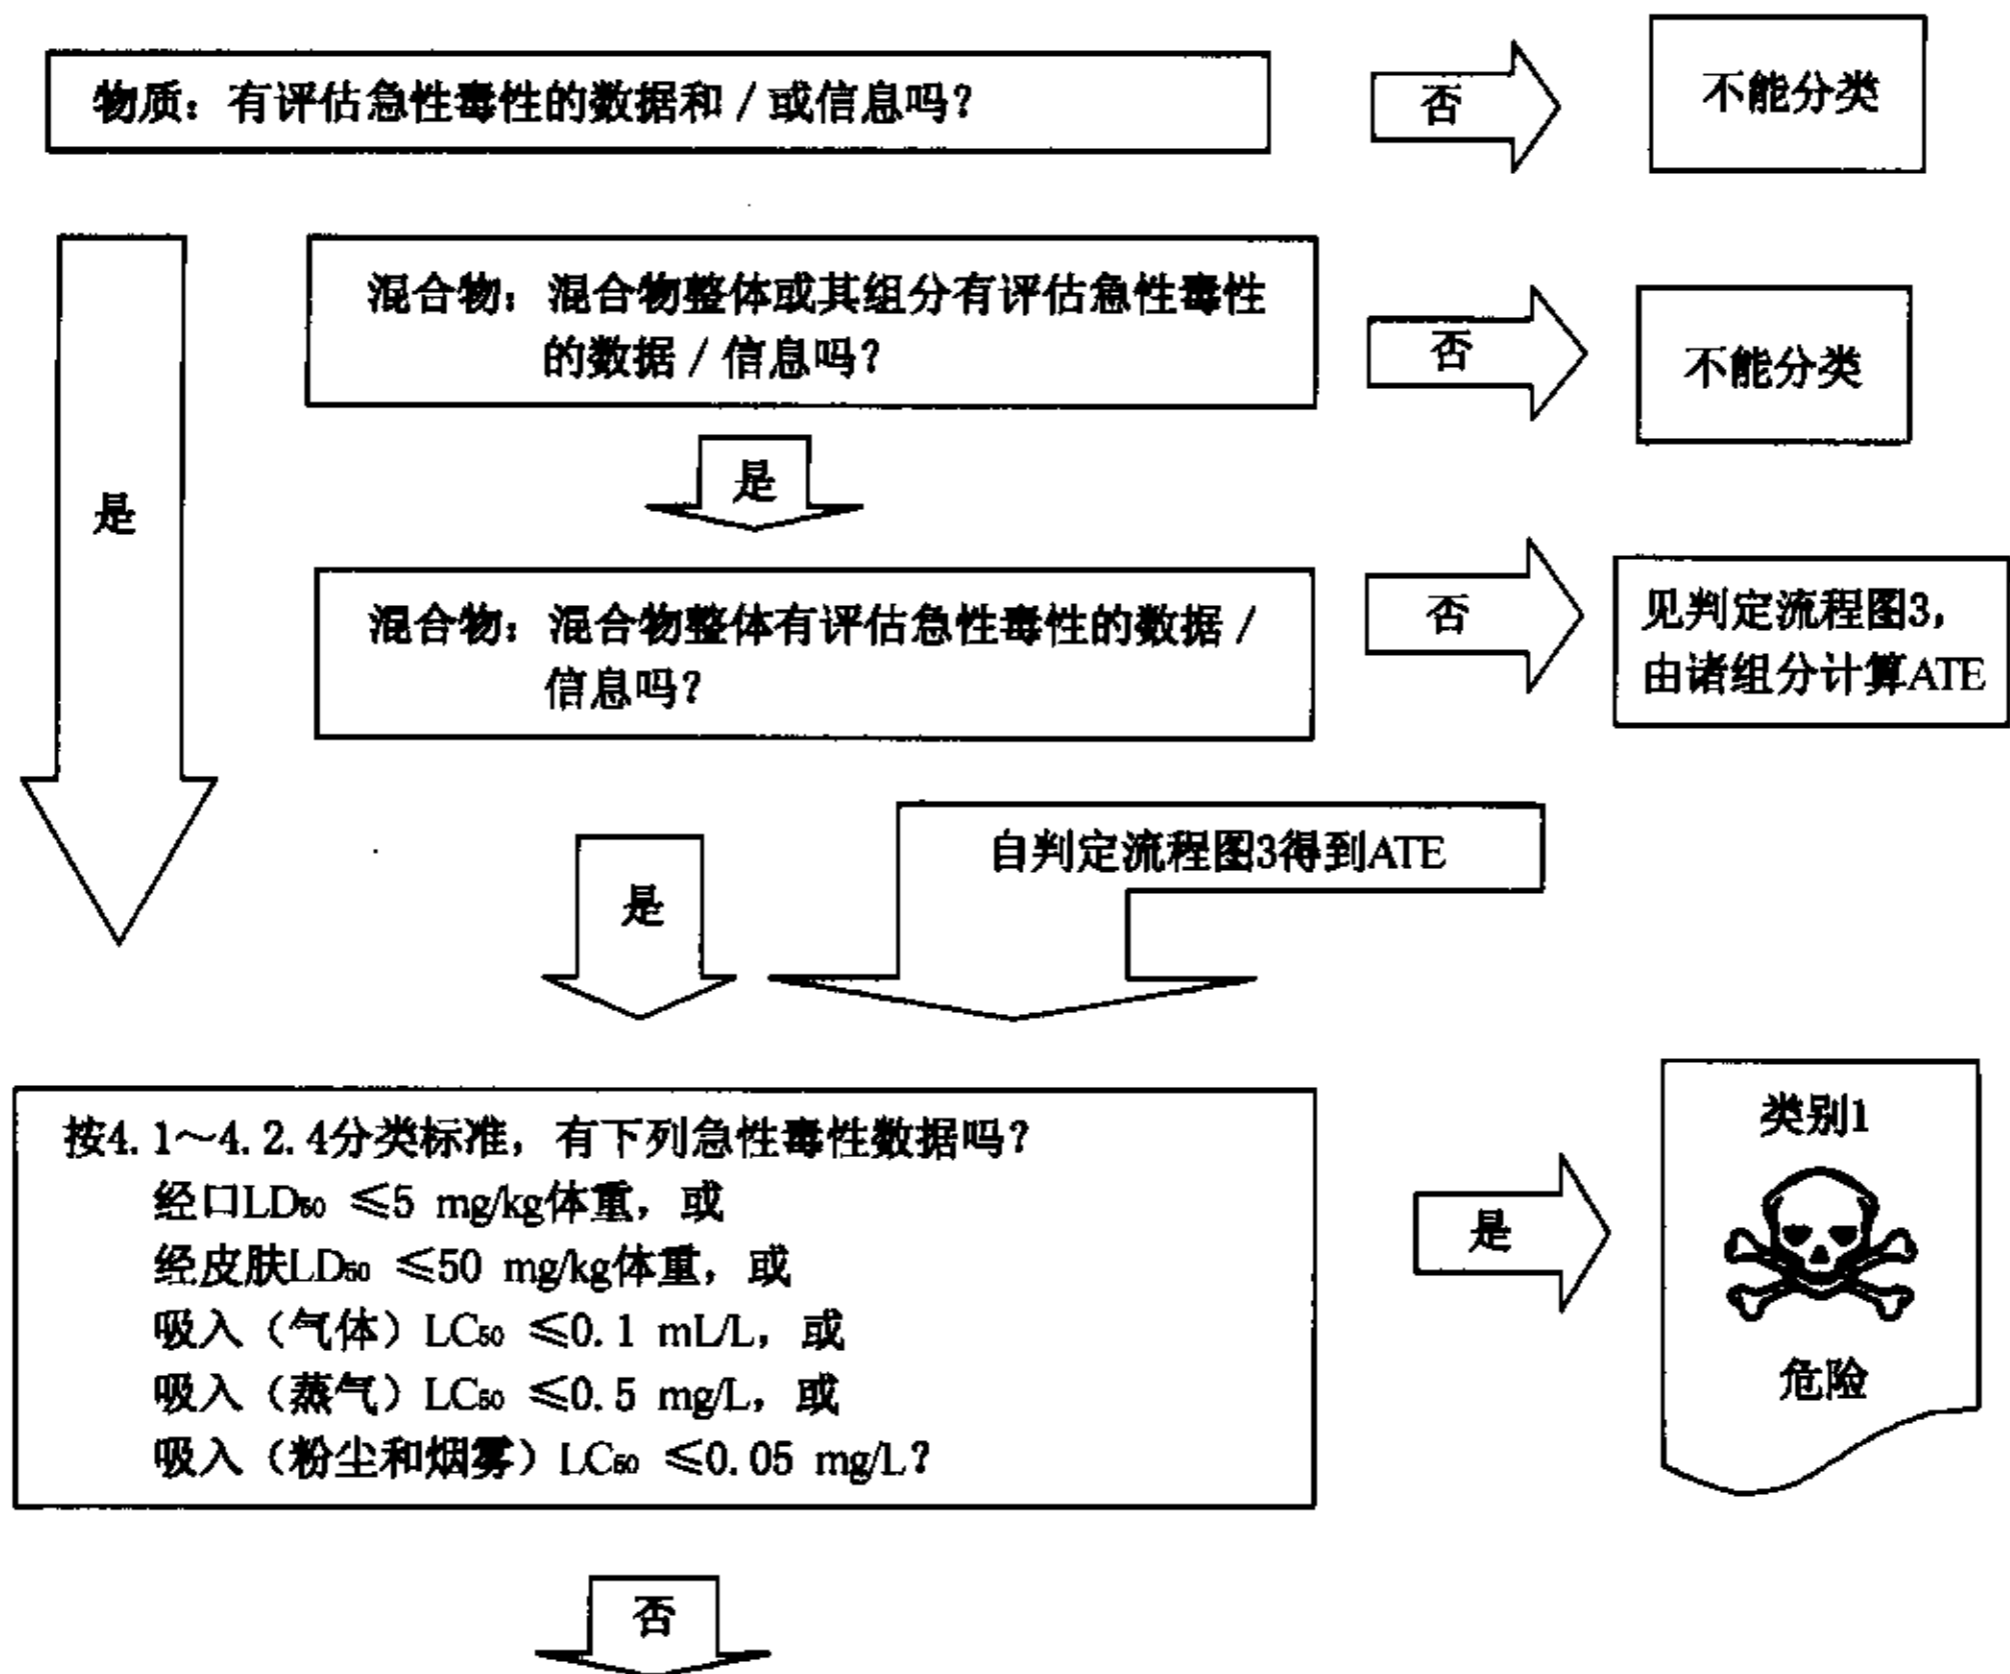 物质：有评估急性毒性的数据和／或信息吗？
否
不能分类
混合物：混合物整体或其组分有评估急性毒性
的数据／信息吗？
否
不能分类
是
是
混合物：混合物整体有评估急性毒性的数据／
信息吗？
否
见判定流程图3，
由诸组分计算ATE
自判定流程图3得到ATE
是
按4.1～4.2.4分类标准，有下列急性毒性数据吗？
经口LD₅₀ ≤5 mg/kg体重，或
经皮肤LD₅₀ ≤50 mg/kg体重，或
吸入（气体）LC₅₀ ≤0.1 mL/L，或
吸入（蒸气）LC₅₀ ≤0.5 mg/L，或
吸入（粉尘和烟雾）LC₅₀ ≤0.05 mg/L？
是
类别1
危险
否